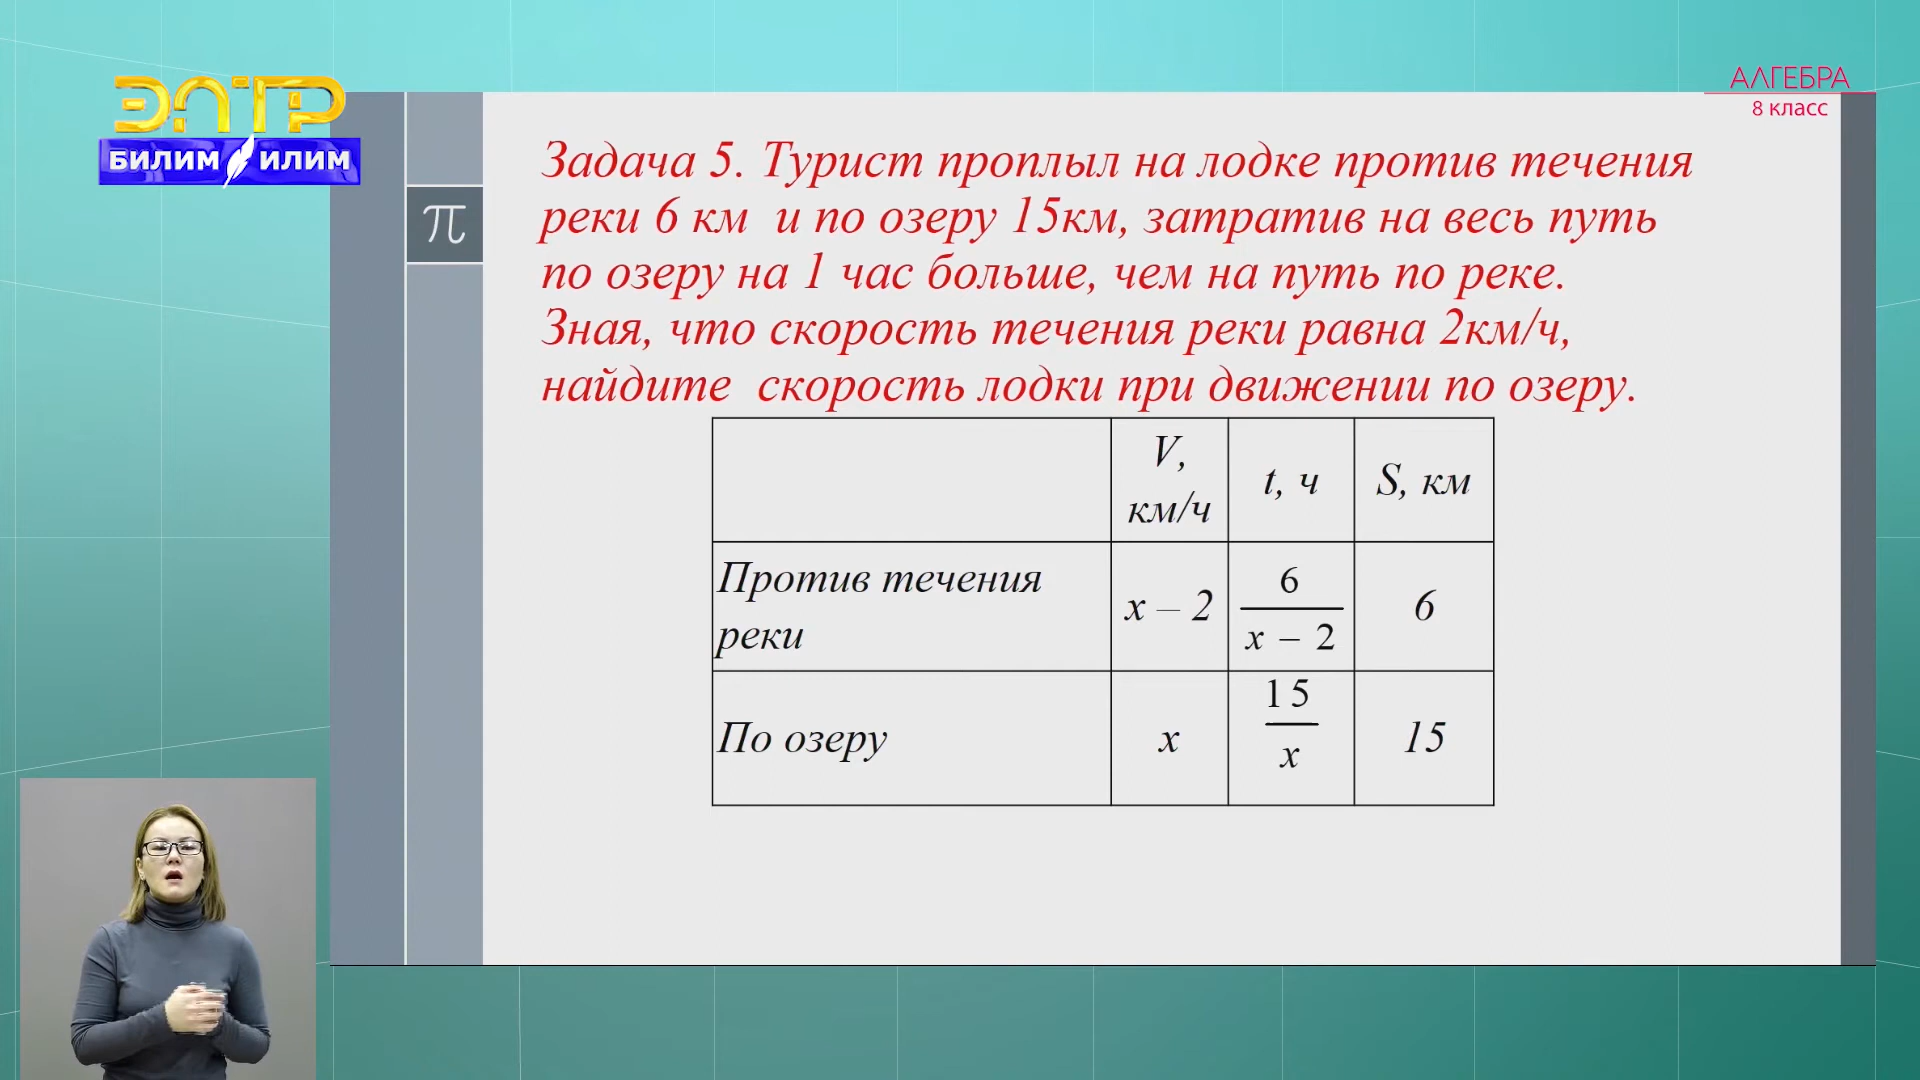 ЭЛТР
БИЛИМ ИЛИМ
АЛГЕБРА
8 класс
π
Задача 5. Турист проплыл на лодке против течения
реки 6 км и по озеру 15км, затратив на весь путь
по озеру на 1 час больше, чем на путь по реке.
Зная, что скорость течения реки равна 2км/ч,
найдите скорость лодки при движении по озеру.
V,
км/ч
t, ч
S, км
Против течения
реки
x – 2
6
x – 2
6
По озеру
x
15
x
15